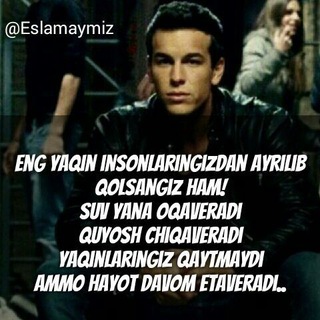 @Eslamaymiz
ENG YAQIN INSONLARINGIZDAN AYRILIB
QOLSANGIZ HAM!
SUV YANA OQAVERADI
QUYOSH CHIQAVERADI
YAQINLARINGIZ QAYTMAYDI
AMMO HAYOT DAVOM ETAVERADI..